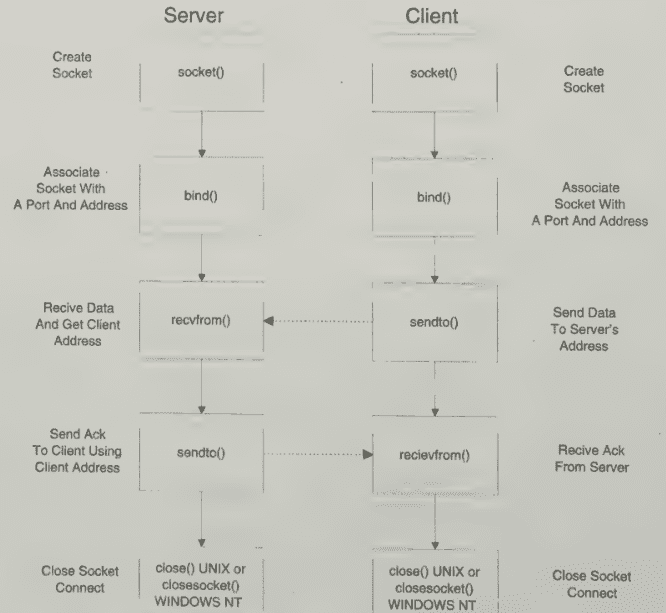 Server
Client
Create
Socket
socket()
socket()
Create
Socket
Associate
Socket With
A Port And Address
bind()
bind()
Associate
Socket With
A Port And Address
Recive Data
And Get Client
Address
recvfrom()
sendto()
Send Data
To Server's
Address
Send Ack
To Client Using
Client Address
sendto()
recievfrom()
Recive Ack
From Server
Close Socket
Connect
close() UNIX or
closesocket()
WINDOWS NT
close() UNIX or
closesocket()
WINDOWS NT
Close Socket
Connect